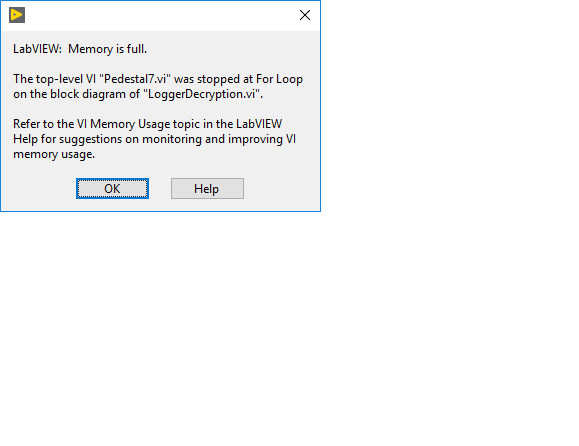 LabVIEW:  Memory is full.
The top-level VI "Pedestal7.vi" was stopped at For Loop
on the block diagram of "LoggerDecryption.vi".
Refer to the VI Memory Usage topic in the LabVIEW
Help for suggestions on monitoring and improving VI
memory usage.
OK
Help